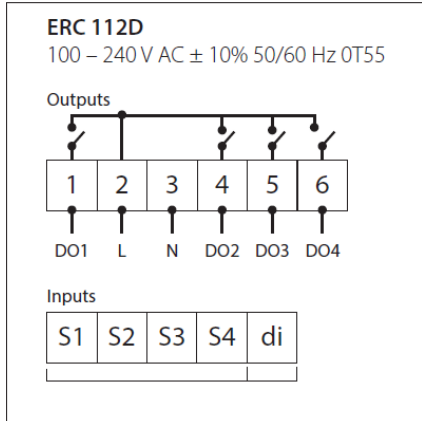 ERC 112D
100 – 240 V AC ± 10% 50/60 Hz 0T55
Outputs
1 2 3 4 5 6
DO1 L N DO2 DO3 DO4
Inputs
S1 S2 S3 S4 di